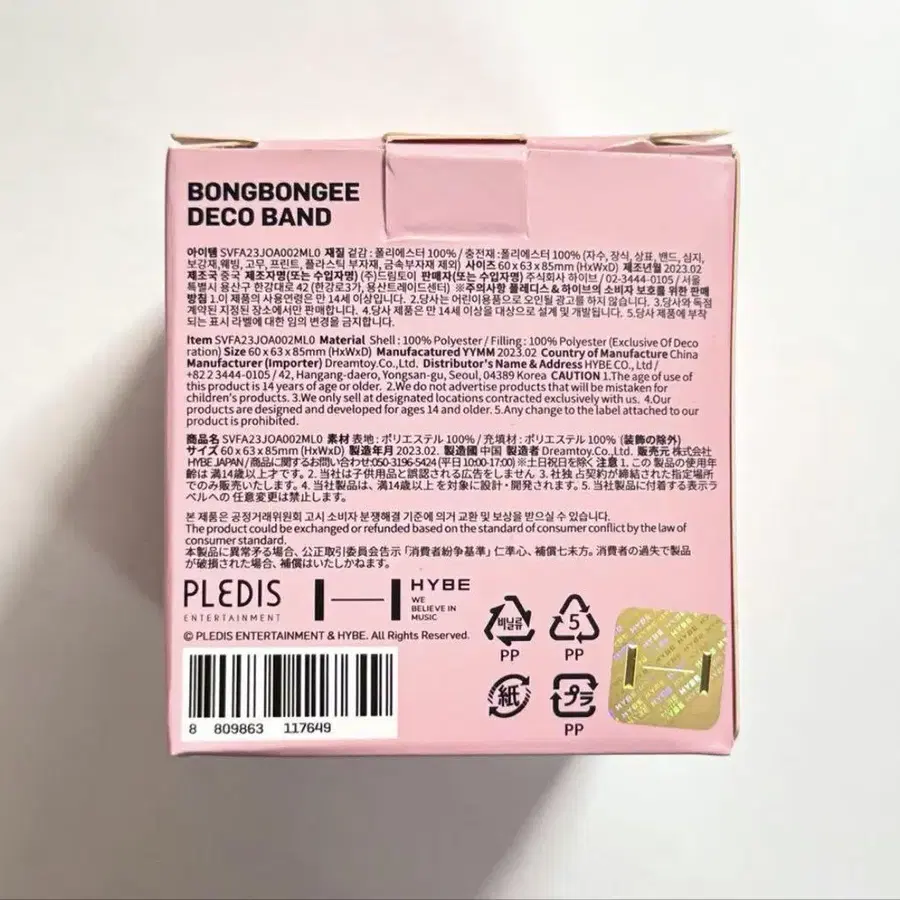 BONGBONGEE
DECO BAND
아이템 SVFA23JOA002ML0 재질 겉감 : 폴리에스터 100% / 충전재 : 폴리에스터 100% (자수, 장식, 상표, 밴드, 심지,
보강재,웨빙, 고무, 프린트, 플라스틱 부자재, 금속부자재 제외) 사이즈 60 x 63 x 85mm (HxWxD) 제조년월 2023.02
제조국 중국 제조자명(또는 수입자명) (주)드림토이 판매자(또는 수입자명) 주식회사 하이브 / 02-3444-0105 / 서울
특별시 용산구 한강대로 42 (한강로3가, 용산트레이드센터) ※주의사항 플레디스 & 하이브의 소비자 보호를 위한 판매
방침 1.이 제품의 사용연령은 만 14세 이상입니다. 2.당사는 어린이용품으로 오인될 광고를 하지 않습니다. 3.당사와 독점
계약된 지정된 장소에서만 판매합니다. 4.당사 제품은 만 14세 이상을 대상으로 설계 및 개발됩니다. 5.당사 제품에 부착
되는 표시 라벨에 대한 임의 변경을 금지합니다.
Item SVFA23JOA002ML0 Material Shell : 100% Polyester / Filling : 100% Polyester (Exclusive Of Deco
ration) Size 60 x 63 x 85mm (HxWxD) Manufacatured YYMM 2023.02 Country of Manufacture China
Manufacturer (Importer) Dreamtoy.Co.,Ltd. Distributor's Name & Address HYBE CO., Ltd /
+82 2 3444-0105 / 42, Hangang-daero, Yongsan-gu, Seoul, 04389 Korea CAUTION 1.The age of use of
this product is 14 years of age or older. 2.We do not advertise products that will be mistaken for
children's products. 3.We only sell at designated locations contracted exclusively with us. 4.Our
products are designed and developed for ages 14 and older. 5.Any change to the label attached to our
product is prohibited.
商品名 SVFA23JOA002ML0 素材 表地 : ポリエステル 100% / 充填材 : ポリエステル 100% (装飾の除外)
サイズ 60 x 63 x 85mm (HxWxD) 製造年月 2023.02. 製造國 中国 製造者 Dreamtoy.Co., Ltd. 販売元 株式会社
HYBE JAPAN / 商品に関するお問い合わせ:050-3196-5424 (平日 10:00-17:00) ※土日祝日を除く 注意 1. この製品の使用年
齢は 満14歳以上才です. 2. 当社は子供用品と誤認される広告をしません. 3. 社独 占契約が締結された指定場所
でのみ販売いたします. 4. 当社製品は、満14歳以上 を対象に設計・開発されます. 5. 当社製品に付着する表示ラ
ベルへの 任意変更は禁止します.
본 제품은 공정거래위원회 고시 소비자 분쟁해결 기준에 의거 교환 및 보상을 받으실 수 있습니다.
The product could be exchanged or refunded based on the standard of consumer conflict by the law of
consumer standard.
本製品に異常矛る場合、公正取引委員会告示「消費者紛争基準」仁準心、補償七末方。消費者の過失で製品
が破損された場合、補償はいたしかねます.
PLEDIS
ENTERTAINMENT
HYBE
WE
BELIEVE IN
MUSIC
© PLEDIS ENTERTAINMENT & HYBE. All Rights Reserved.
8 809863 117649
비닐류
PP
5
PP
紙
プラ
PP
HYBE